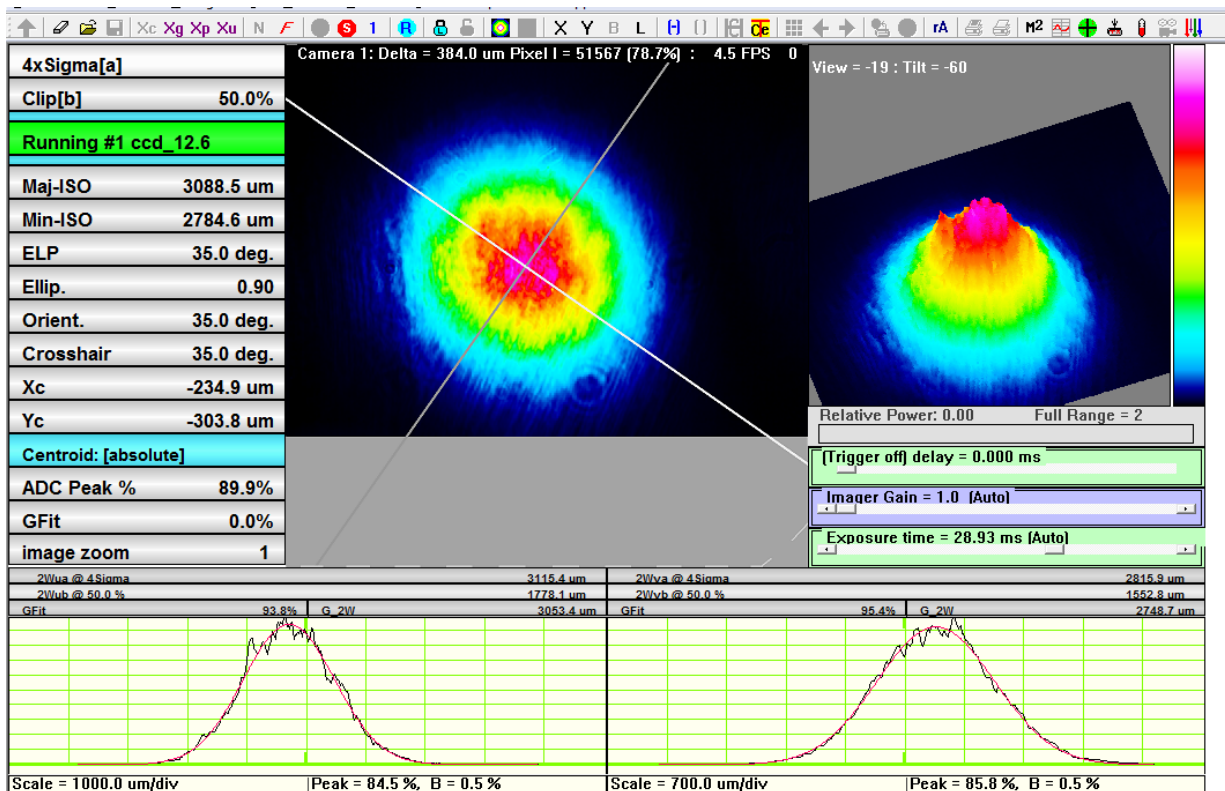 Xc Xg Xp Xu N F S 1 R X Y B L rA M²
4xSigma[a]
Clip[b] 50.0%
Running #1 ccd_12.6
Maj-ISO 3088.5 um
Min-ISO 2784.6 um
ELP 35.0 deg.
Ellip. 0.90
Orient. 35.0 deg.
Crosshair 35.0 deg.
Xc -234.9 um
Yc -303.8 um
Centroid: [absolute]
ADC Peak % 89.9%
GFit 0.0%
image zoom 1
Camera 1: Delta = 384.0 um Pixel I = 51567 (78.7%) : 4.5 FPS 0
View = -19 : Tilt = -60
Relative Power: 0.00 Full Range = 2
(Trigger off) delay = 0.000 ms
Imager Gain = 1.0 (Auto)
Exposure time = 28.93 ms (Auto)
2Wua @ 4Sigma 3115.4 um
2Wub @ 50.0 % 1778.1 um
GFit 93.8% G_2W 3053.4 um
2Wva @ 4Sigma 2815.9 um
2Wvb @ 50.0 % 1552.8 um
GFit 95.4% G_2W 2748.7 um
Scale = 1000.0 um/div Peak = 84.5 %, B = 0.5 %
Scale = 700.0 um/div Peak = 85.8 %, B = 0.5 %